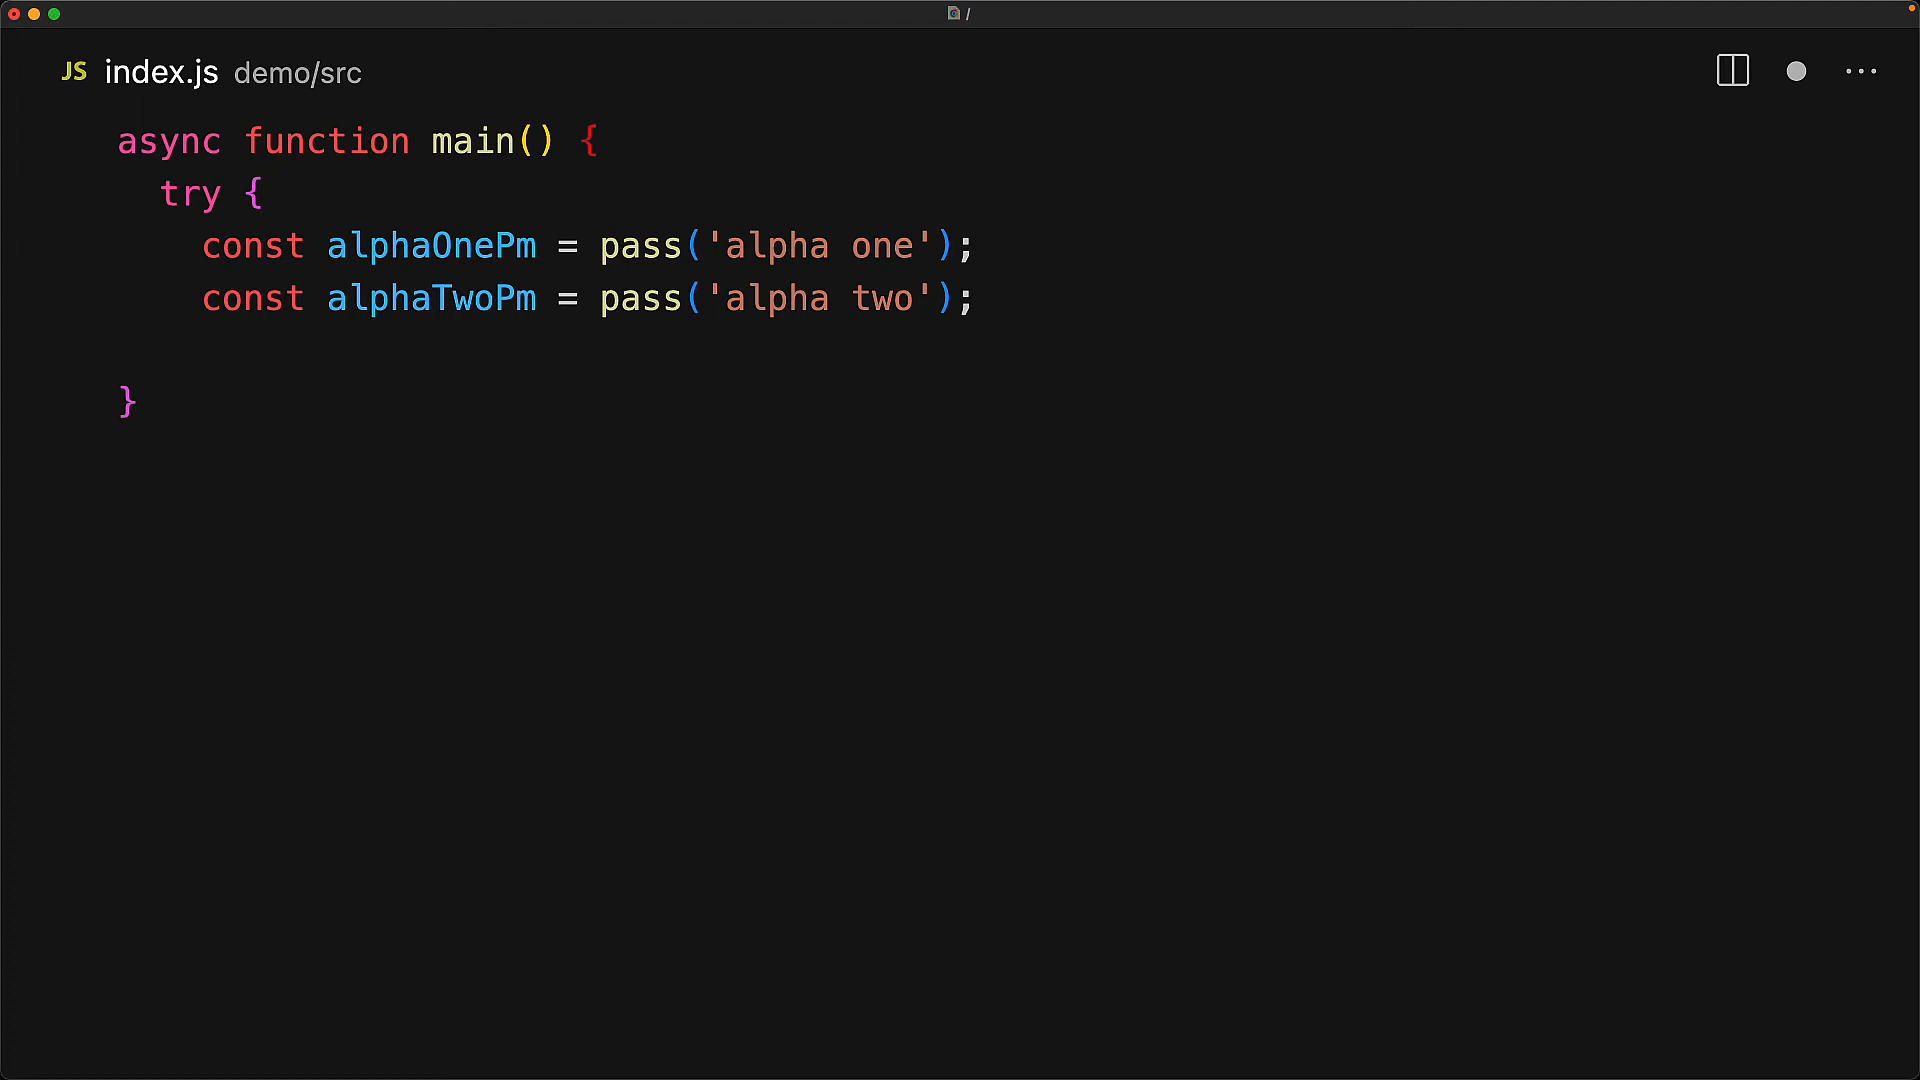 /
JS index.js demo/src
async function main() {
try {
const alphaOnePm = pass('alpha one');
const alphaTwoPm = pass('alpha two');
}